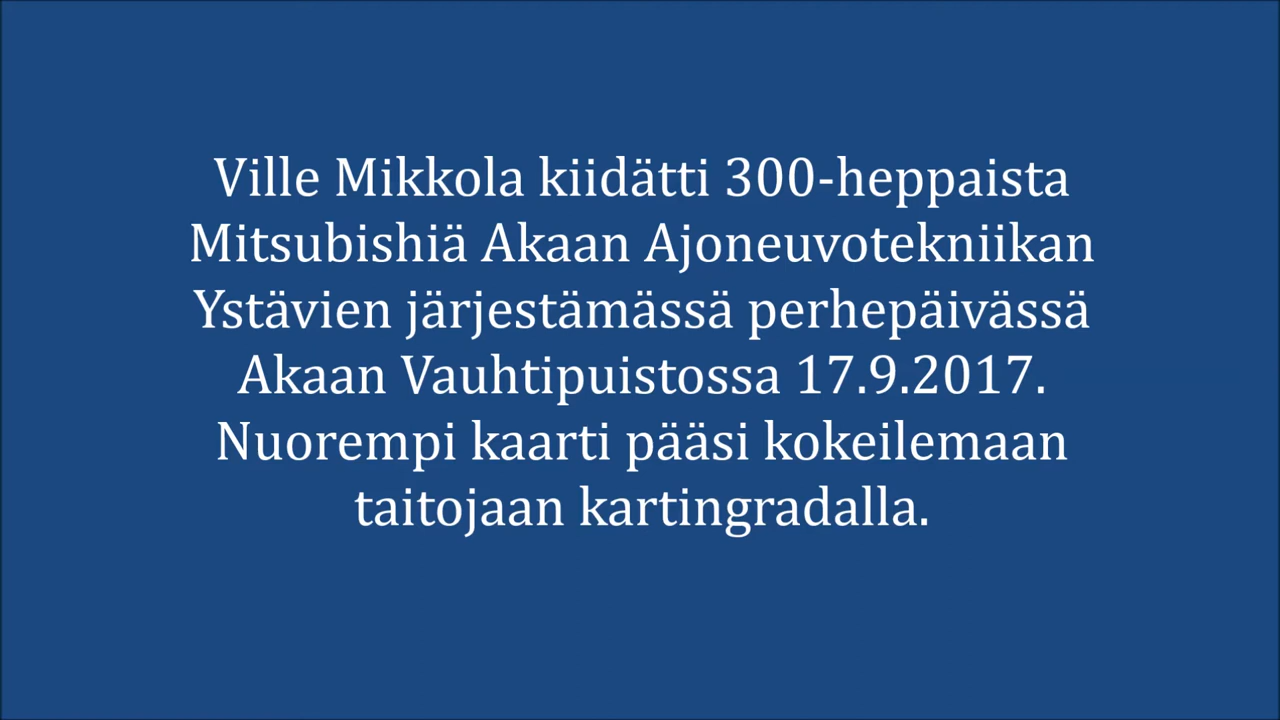 Ville Mikkola kiidätti 300-heppaista
Mitsubishiä Akaan Ajoneuvotekniikan
Ystävien järjestämässä perhepäivässä
Akaan Vauhtipuistossa 17.9.2017.
Nuorempi kaarti pääsi kokeilemaan
taitojaan kartingradalla.